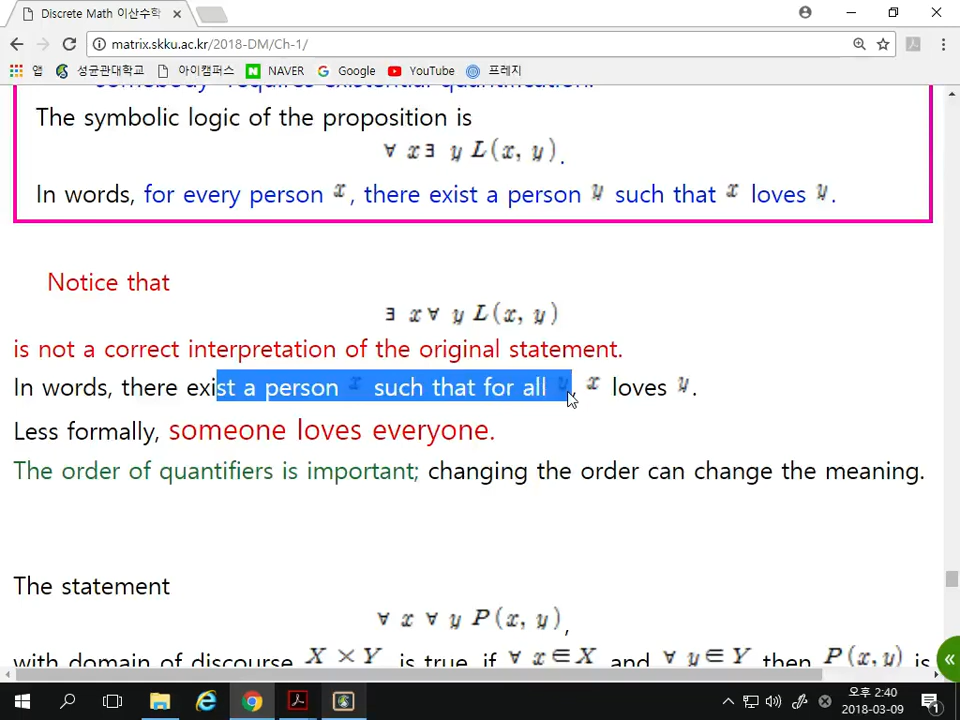 Discrete Math 이산수학
matrix.skku.ac.kr/2018-DM/Ch-1/
앱 성균관대학교 아이캠퍼스 NAVER Google YouTube 프레지
"somebody" requires existential quantification.
The symbolic logic of the proposition is
∀ x∃ y L(x, y).
In words, for every person x, there exist a person y such that x loves y.
Notice that
∃ x∀ y L(x, y)
is not a correct interpretation of the original statement.
In words, there exist a person x such that for all y, x loves y.
Less formally, someone loves everyone.
The order of quantifiers is important; changing the order can change the meaning.
The statement
∀ x ∀ y P(x, y),
with domain of discourse X × Y is true, if ∀ x∈X and ∀ y∈Y then P(x,y) is
오후 2:40
2018-03-09
1